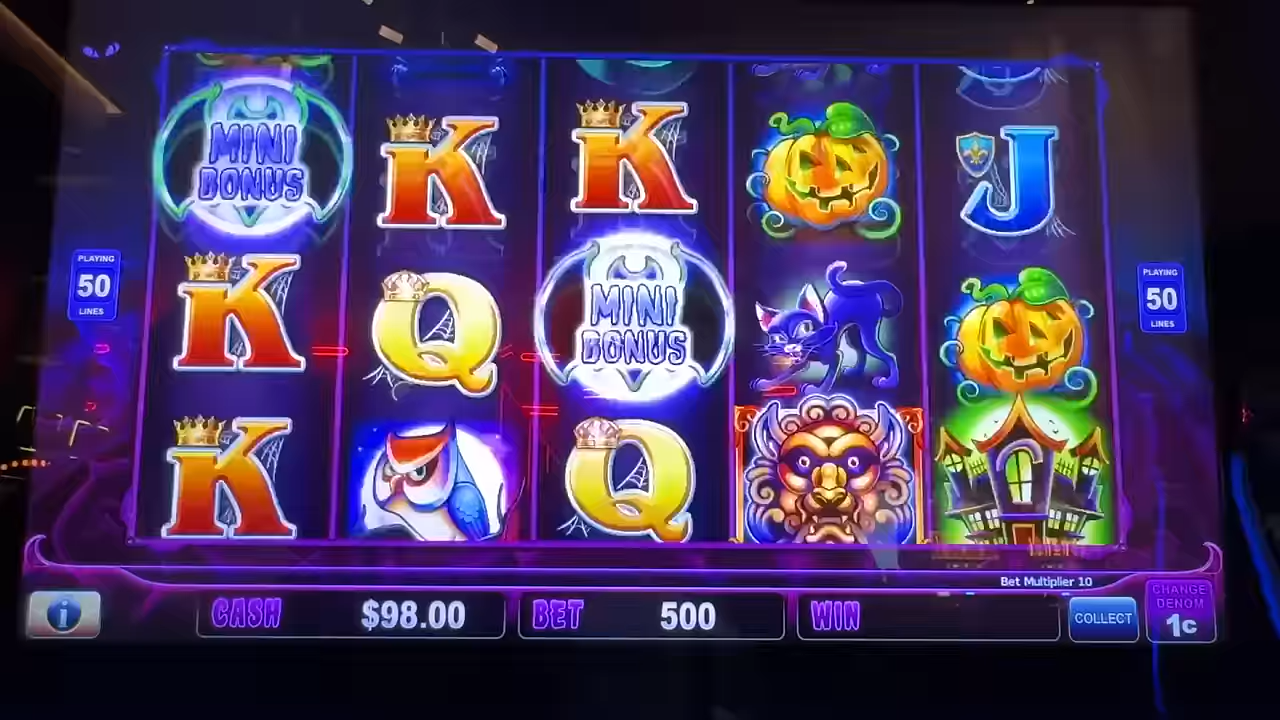 MINI
BONUS
K
K
J
K
Q
MINI
BONUS
K
Q
PLAYING
50
LINES
PLAYING
50
LINES
Bet Multiplier 10
CASH $98.00
BET 500
WIN
COLLECT
CHANGE
DENOM
1¢
i